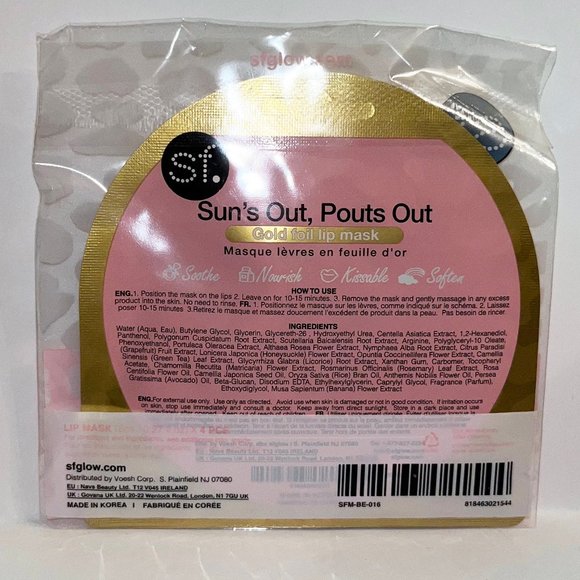 sfglow.com
sf.
Sun's Out, Pouts Out
Gold foil lip mask
Masque lèvres en feuille d'or
Soothe Nourish Kissable Soften
HOW TO USE
ENG.1. Position the mask on the lips 2. Leave on for 10-15 minutes. 3. Remove the mask and gently massage in any excess
product into the skin. No need to rinse. FR. 1. Positionnez le masque sur les lèvres, comme indiqué sur le schéma. 2. Laissez
poser 10-15 minutes. 3.Retirez le masque et massez doucement l'excédent de produit dans la peau. Pas besoin de rincer.
INGREDIENTS
Water (Aqua, Eau), Butylene Glycol, Glycerin, Glycereth-26 , Hydroxyethyl Urea, Centella Asiatica Extract, 1,2-Hexanediol,
Panthenol, Polygonum Cuspidatum Root Extract, Scutellaria Baicalensis Root Extract, Arginine, Polyglyceryl-10 Oleate,
Phenoxyethanol, Portulaca Oleracea Extract, Althaea Rosea Flower Extract, Nymphaea Alba Root Extract, Citrus Paradisi
(Grapefruit) Fruit Extract, Lonicera Japonica (Honeysuckle) Flower Extract, Opuntia Coccinellifera Flower Extract, Camellia
Sinensis (Green Tea) Leaf Extract, Glycyrrhiza Glabra (Licorice) Root Extract, Xanthan Gum, Carbomer, Tocopheryl
Acetate, Chamomilla Recutita (Matricaria) Flower Extract, Rosmarinus Officinalis (Rosemary) Leaf Extract, Rosa
Centifolia Flower Oil, Camellia Japonica Seed Oil, Oryza Sativa (Rice) Bran Oil, Anthemis Nobilis Flower Oil, Persea
Gratissima (Avocado) Oil, Beta-Glucan, Disodium EDTA, Ethylhexylglycerin, Caprylyl Glycol, Fragrance (Parfum),
Ethoxydiglycol, Musa Sapientum (Banana) Flower Extract
ENG.For external use only. Use only as directed. Avoid use when skin is damaged or not in good condition. If irritation occurs
on skin, stop use immediately and consult a doctor. Keep away from direct sunlight. Store in a dark place and use
LIP MASK
sfglow.com
Distributed by Voesh Corp. S. Plainfield NJ 07080
EU : Nava Beauty Ltd. T12 V045 IRELAND
UK : Govana UK Ltd. 20-22 Wenlock Road, London, N1 7GU UK
MADE IN KOREA I FABRIQUÉ EN CORÉE
SFM-BE-016
818463021544